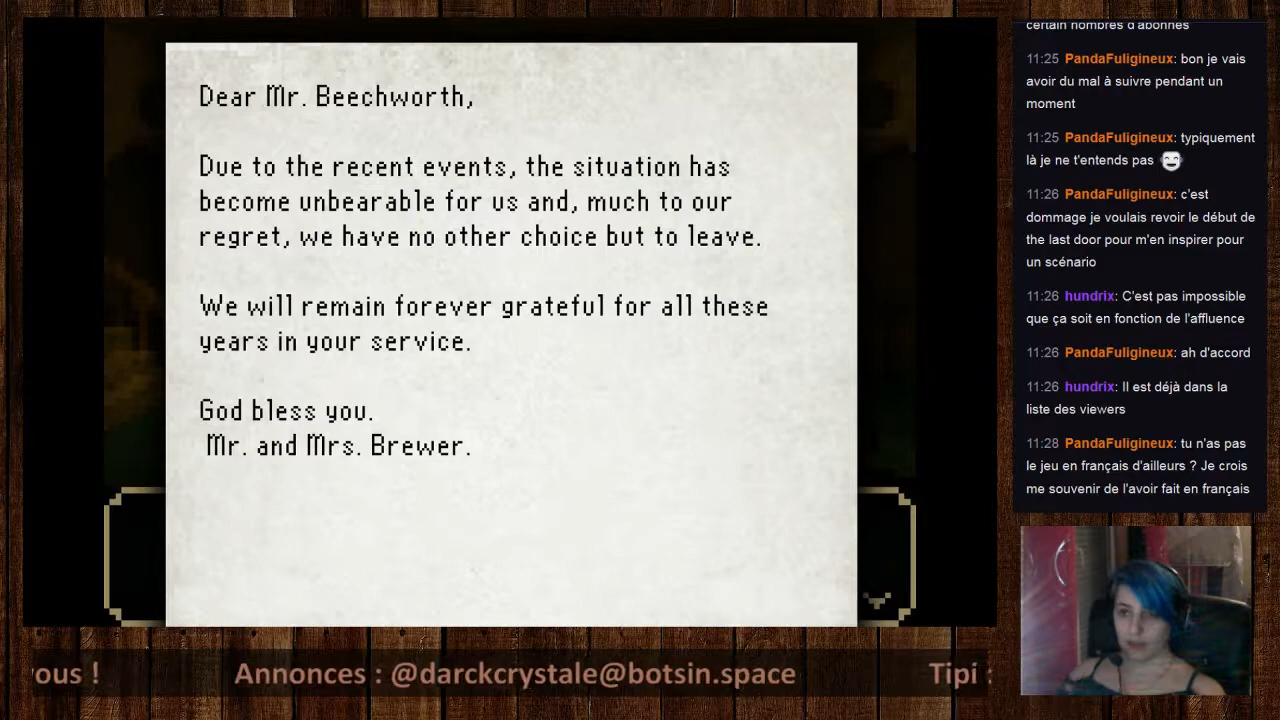 Dear Mr. Beechworth,
Due to the recent events, the situation has
become unbearable for us and, much to our
regret, we have no other choice but to leave.
We will remain forever grateful for all these
years in your service.
God bless you.
Mr. and Mrs. Brewer.
certain nombres d'abonnés
11:25 PandaFuligineux: bon je vais
avoir du mal à suivre pendant un
moment
11:25 PandaFuligineux: typiquement
là je ne t'entends pas
11:26 PandaFuligineux: c'est
dommage je voulais revoir le début de
the last door pour m'en inspirer pour
un scénario
11:26 hundrix: C'est pas impossible
que ça soit en fonction de l'affluence
11:26 PandaFuligineux: ah d'accord
11:26 hundrix: Il est déjà dans la
liste des viewers
11:28 PandaFuligineux: tu n'as pas
le jeu en français d'ailleurs ? Je crois
me souvenir de l'avoir fait en français
ous ! Annonces : @darckcrystale@botsin.space Tipi :